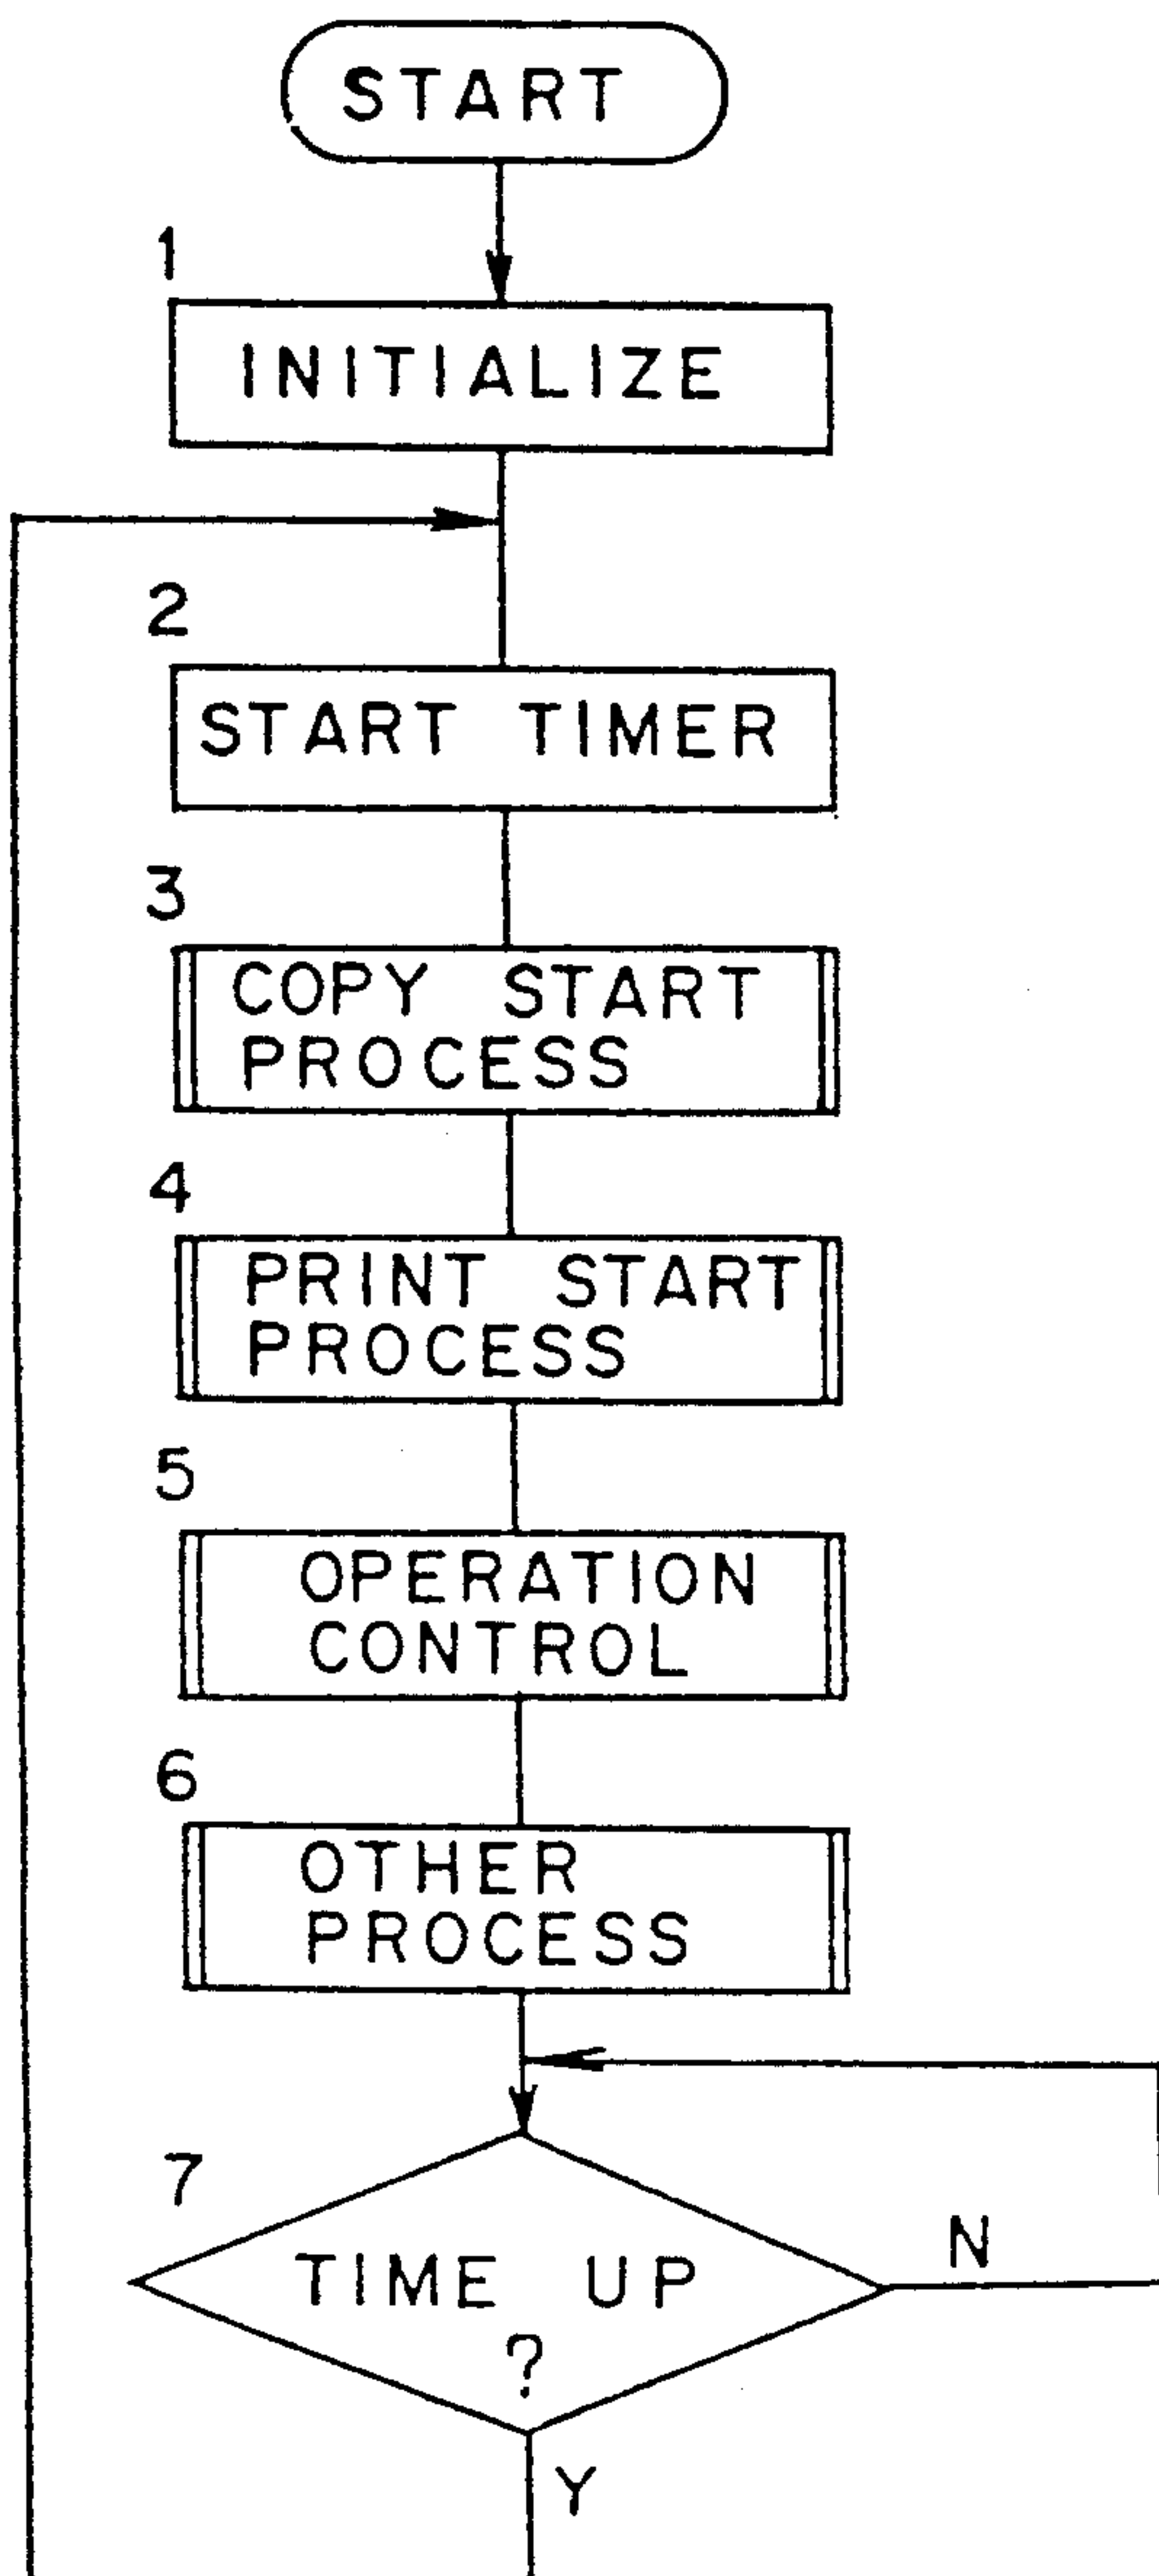 START
1
INITIALIZE
2
START TIMER
3
COPY START
PROCESS
4
PRINT START
PROCESS
5
OPERATION
CONTROL
6
OTHER
PROCESS
7
N
TIME UP
?
Y